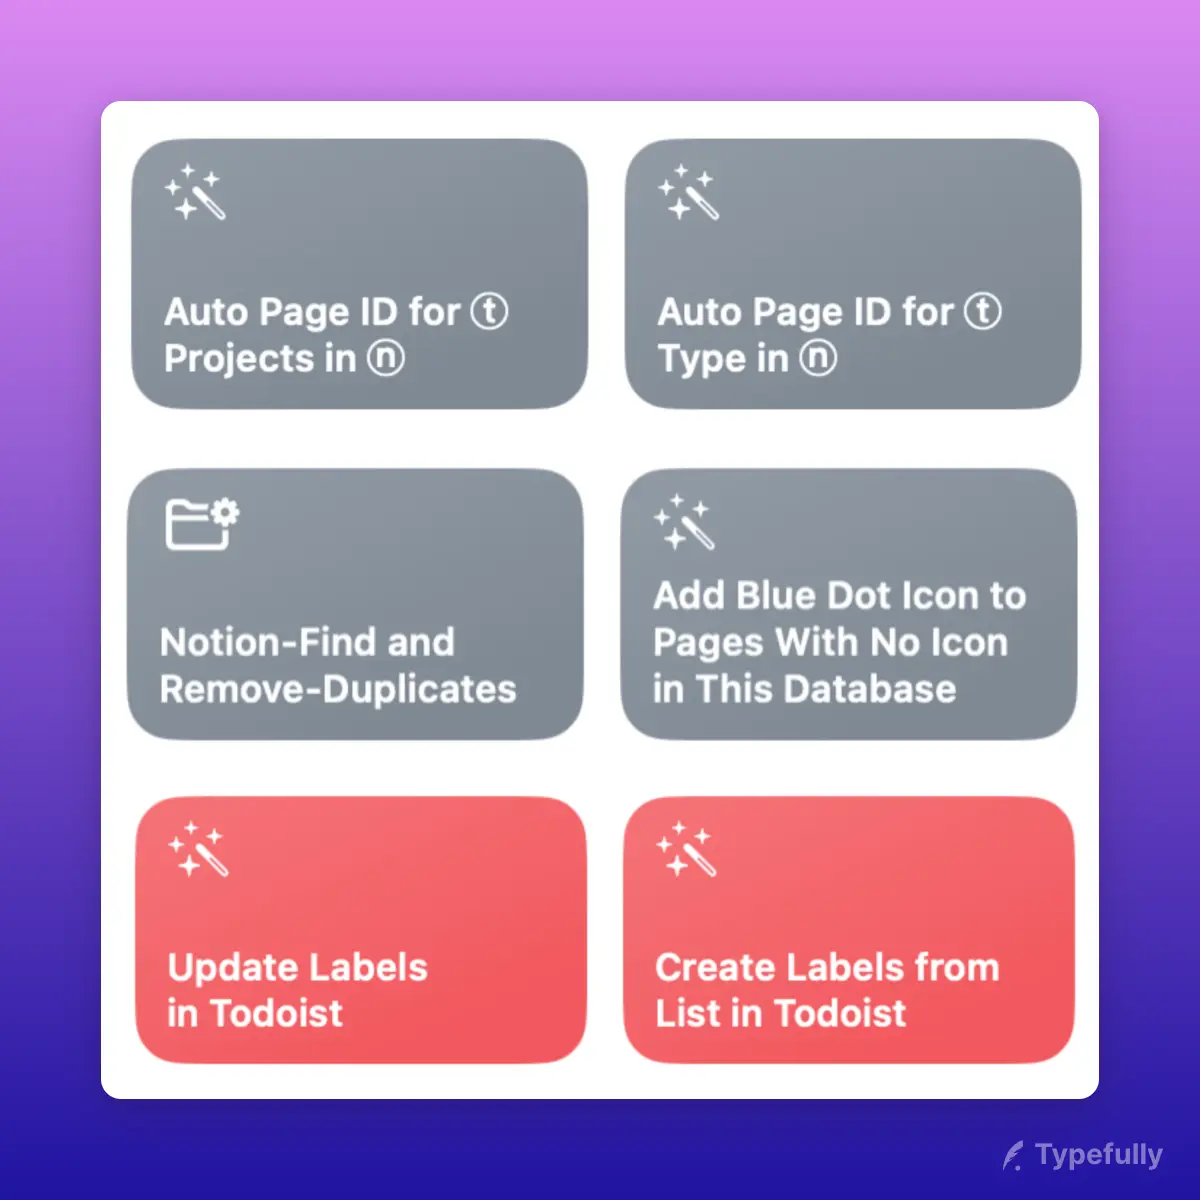 Auto Page ID for ⓣ
Projects in ⓝ
Auto Page ID for ⓣ
Type in ⓝ
Notion-Find and
Remove-Duplicates
Add Blue Dot Icon to
Pages With No Icon
in This Database
Update Labels
in Todoist
Create Labels from
List in Todoist
Typefully